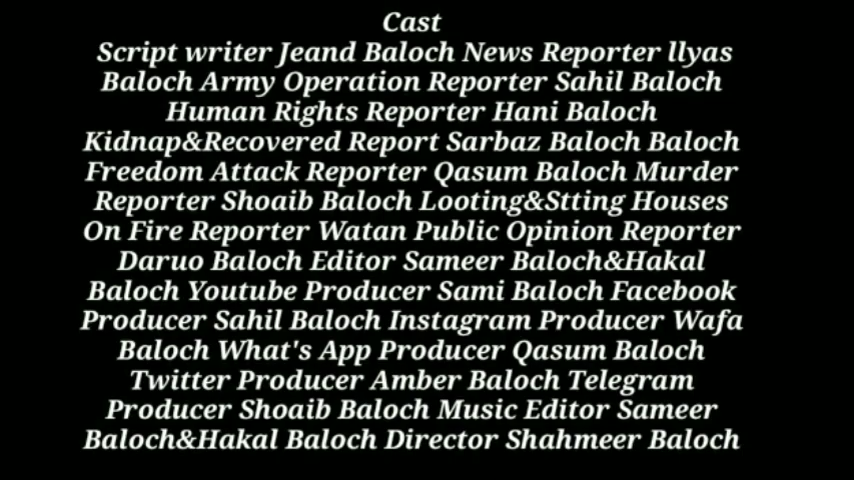 Cast
Script writer Jeand Baloch News Reporter llyas
Baloch Army Operation Reporter Sahil Baloch
Human Rights Reporter Hani Baloch
Kidnap&Recovered Report Sarbaz Baloch Baloch
Freedom Attack Reporter Qasum Baloch Murder
Reporter Shoaib Baloch Looting&Stting Houses
On Fire Reporter Watan Public Opinion Reporter
Daruo Baloch Editor Sameer Baloch&Hakal
Baloch Youtube Producer Sami Baloch Facebook
Producer Sahil Baloch Instagram Producer Wafa
Baloch What's App Producer Qasum Baloch
Twitter Producer Amber Baloch Telegram
Producer Shoaib Baloch Music Editor Sameer
Baloch&Hakal Baloch Director Shahmeer Baloch